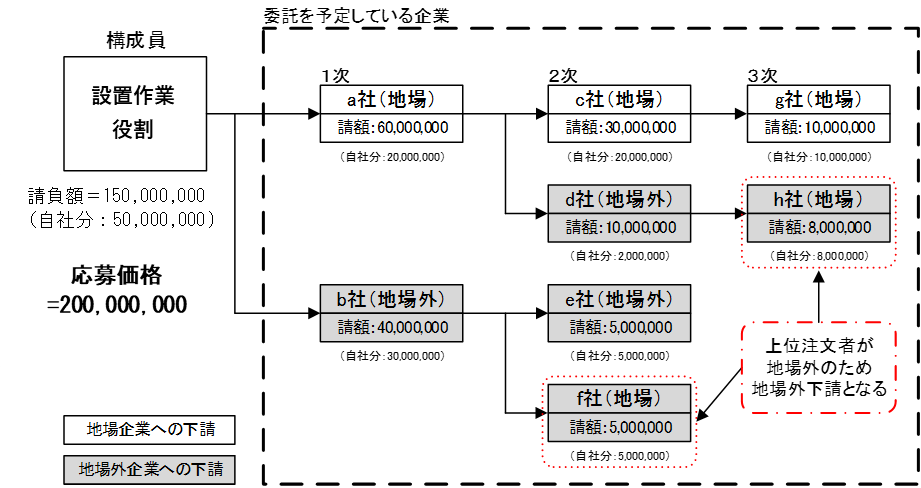 委託を予定している企業
構成員
設置作業
役割
請負額＝150,000,000
（自社分：50,000,000）
応募価格
=200,000,000
1次
a社（地場）
請額：60,000,000
（自社分：20,000,000）
b社（地場外）
請額：40,000,000
（自社分：30,000,000）
2次
c社（地場）
請額：30,000,000
（自社分：20,000,000）
d社（地場外）
請額：10,000,000
（自社分：2,000,000）
e社（地場外）
請額：5,000,000
（自社分：5,000,000）
f社（地場）
請額：5,000,000
（自社分：5,000,000）
3次
g社（地場）
請額：10,000,000
（自社分：10,000,000）
h社（地場）
請額：8,000,000
（自社分：8,000,000）
上位注文者が
地場外のため
地場外下請となる
地場企業への下請
地場外企業への下請